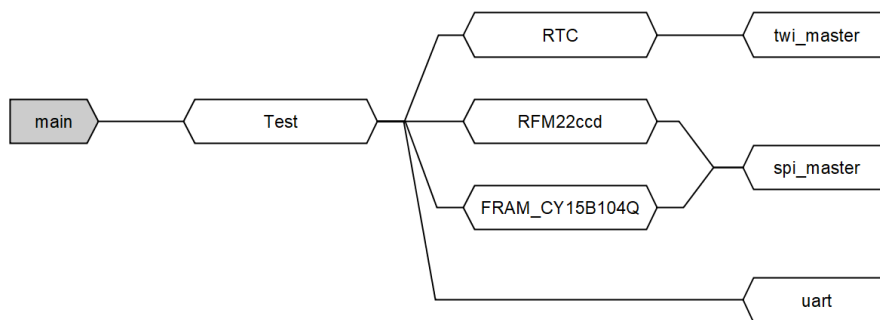 RTC
twi_master
main
Test
RFM22ccd
spi_master
FRAM_CY15B104Q
uart